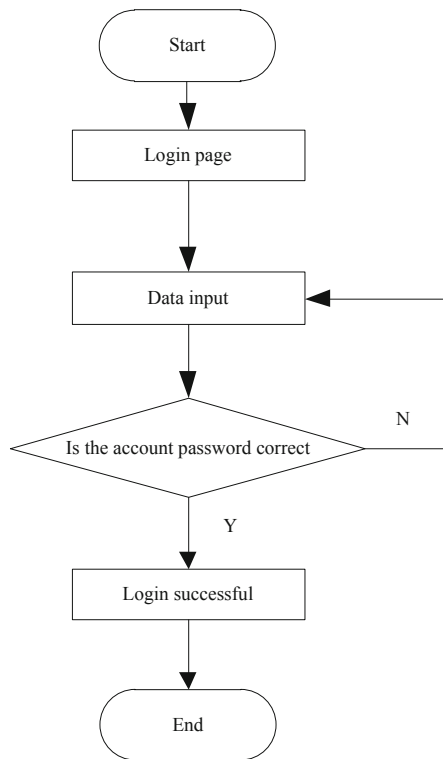 Start
Login page
Data input
Is the account password correct
N
Y
Login successful
End